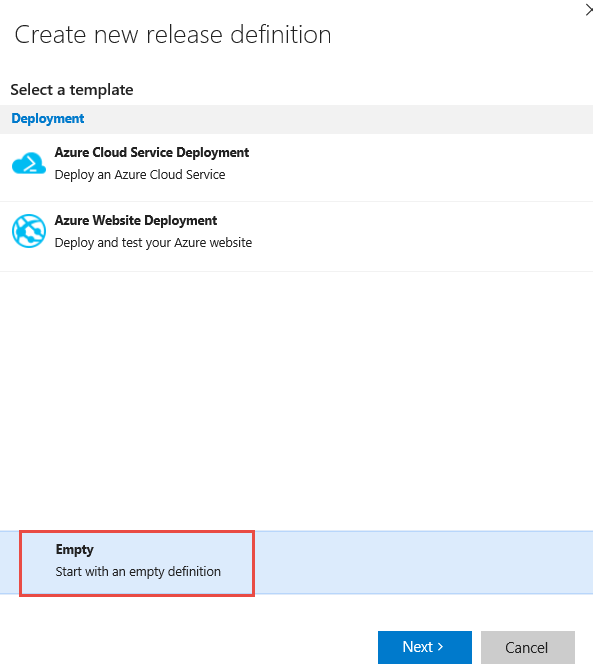 Create new release definition
Select a template
Deployment
Azure Cloud Service Deployment
Deploy an Azure Cloud Service
Azure Website Deployment
Deploy and test your Azure website
Empty
Start with an empty definition
Next >
Cancel